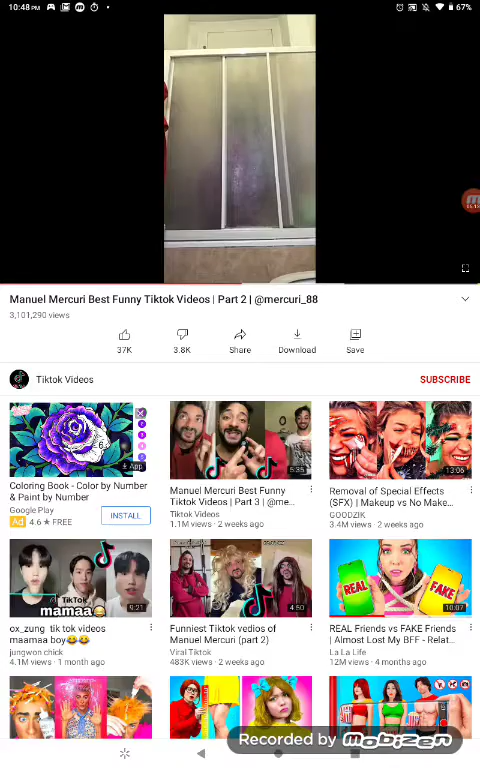 10:48 PM
67%
Manuel Mercuri Best Funny Tiktok Videos | Part 2 | @mercuri_88
3,101,290 views
37K
3.8K
Share
Download
Save
Tiktok Videos
SUBSCRIBE
6
App
Coloring Book - Color by Number
& Paint by Number
Google Play
Ad 4.6 ★ FREE
INSTALL
5:35
Manuel Mercuri Best Funny
Tiktok Videos | Part 3 | @me...
Tiktok Videos
1.1M views · 2 weeks ago
13:06
Removal of Special Effects
(SFX) | Makeup vs No Make...
GOODZIK
3.4M views · 2 weeks ago
TikTok
mamaa😂
9:21
ox_zung tik tok videos
maamaa boy😂😂
jungwon chick
4.1M views · 1 month ago
4:50
Funniest Tiktok vedios of
Manuel Mercuri (part 2)
Viral Tiktok
483K views · 2 weeks ago
REAL
FAKE
10:07
REAL Friends vs FAKE Friends
| Almost Lost My BFF - Relat...
La La Life
12M views · 4 months ago
Recorded by
mobizen